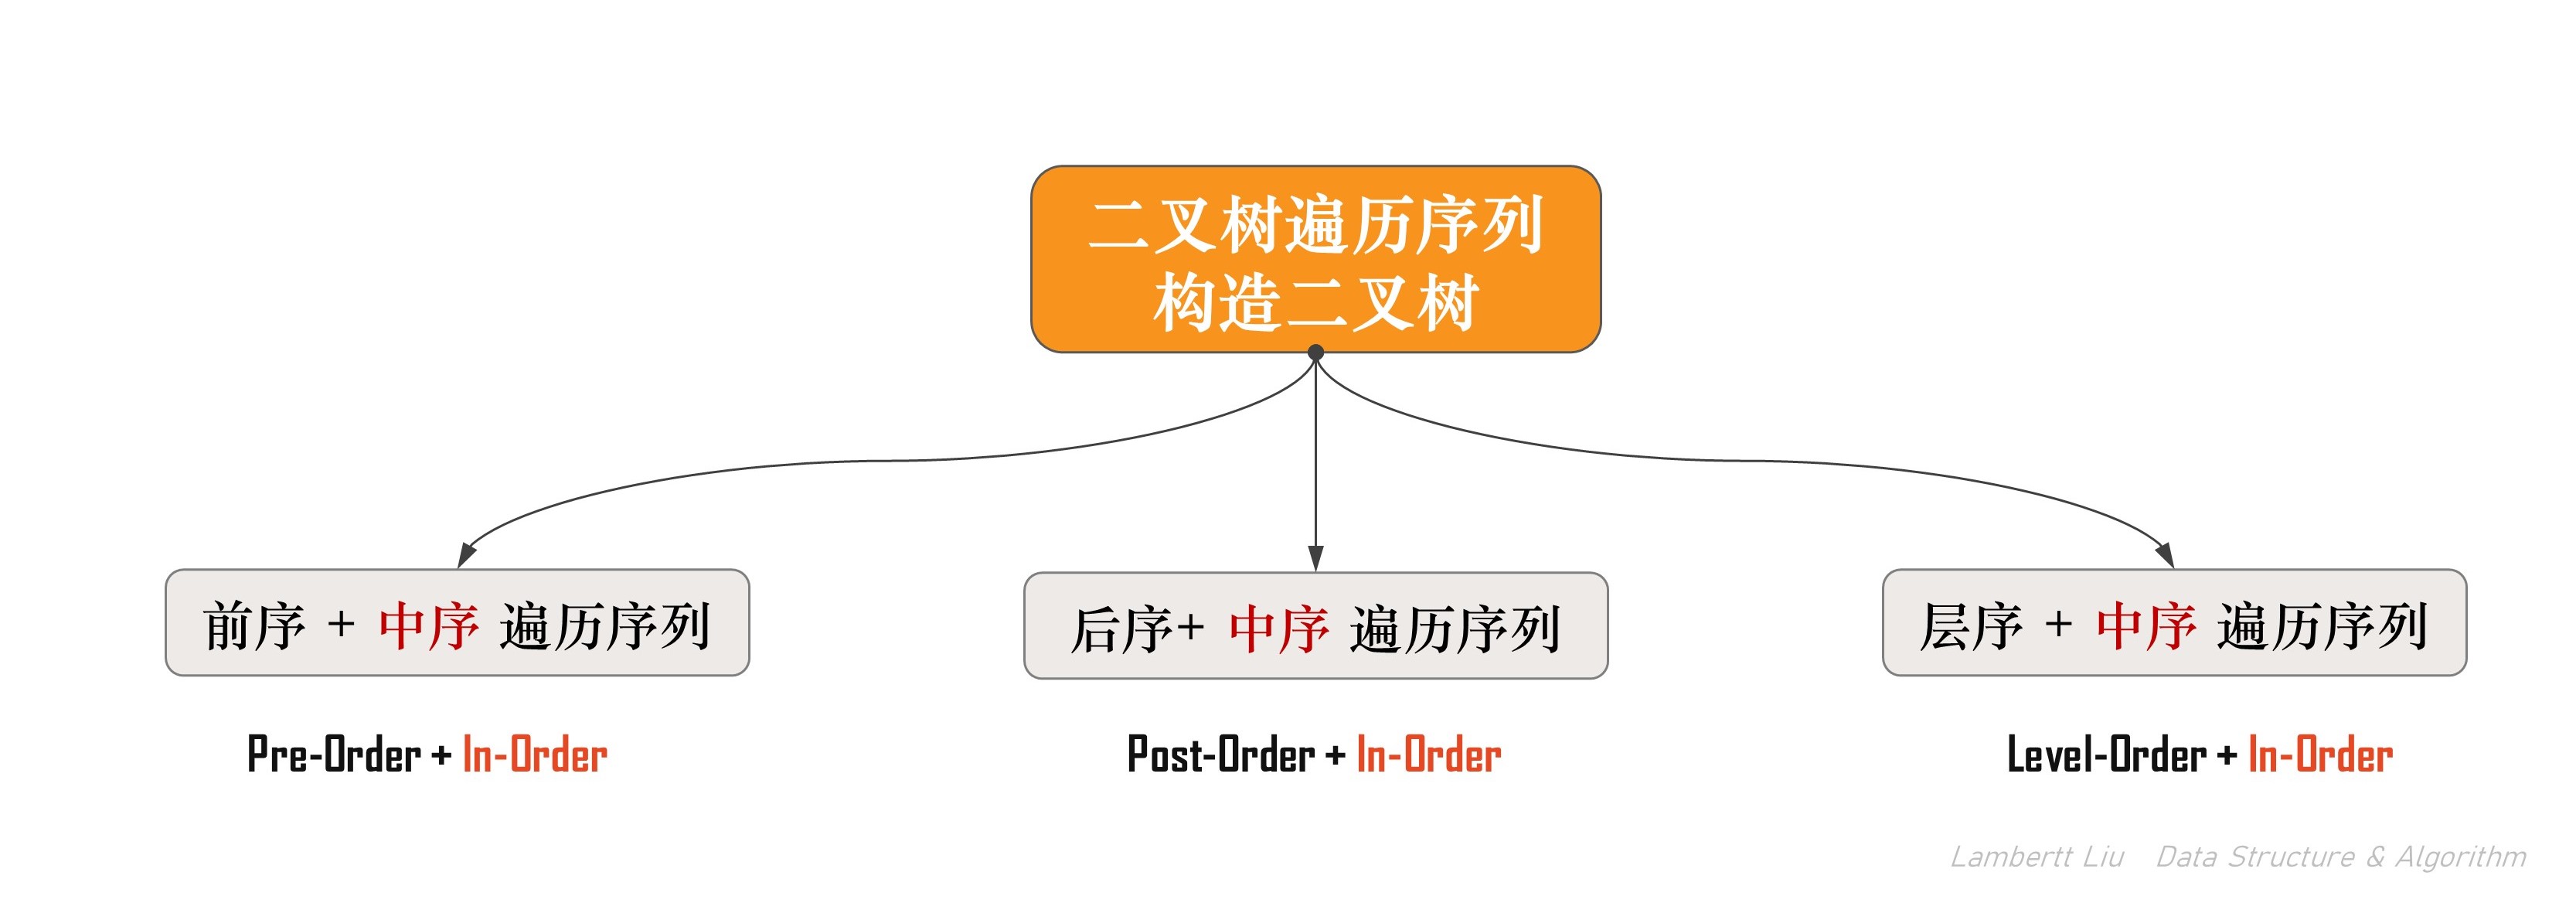 二叉树遍历序列
构造二叉树
前序 + 中序 遍历序列
后序+ 中序 遍历序列
层序 + 中序 遍历序列
Pre-Order + In-Order
Post-Order + In-Order
Level-Order + In-Order
Lambertt Liu Data Structure & Algorithm